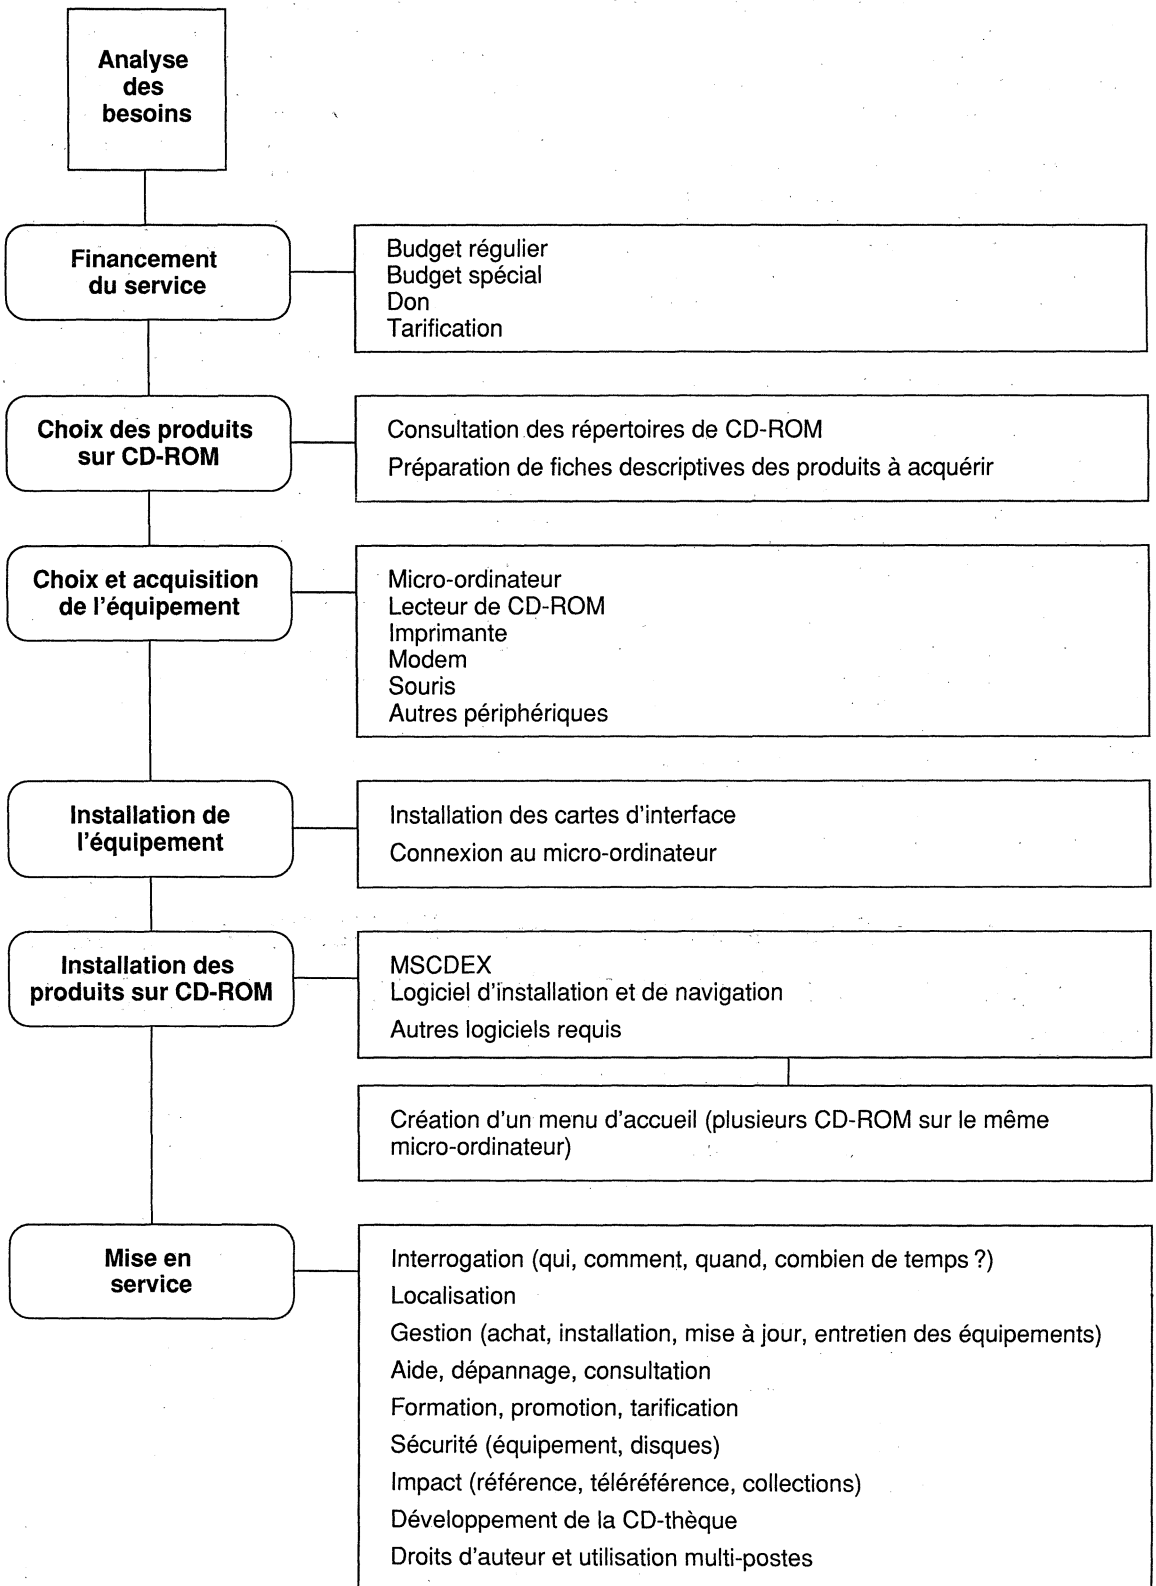 Analyse
des
besoins
Financement
du service
Budget régulier
Budget spécial
Don
Tarification
Choix des produits
sur CD-ROM
Consultation des répertoires de CD-ROM
Préparation de fiches descriptives des produits à acquérir
Choix et acquisition
de l'équipement
Micro-ordinateur
Lecteur de CD-ROM
Imprimante
Modem
Souris
Autres périphériques
Installation de
l'équipement
Installation des cartes d'interface
Connexion au micro-ordinateur
Installation des
produits sur CD-ROM
MSCDEX
Logiciel d'installation et de navigation
Autres logiciels requis
Création d'un menu d'accueil (plusieurs CD-ROM sur le même
micro-ordinateur)
Mise en
service
Interrogation (qui, comment, quand, combien de temps ?)
Localisation
Gestion (achat, installation, mise à jour, entretien des équipements)
Aide, dépannage, consultation
Formation, promotion, tarification
Sécurité (équipement, disques)
Impact (référence, téléréférence, collections)
Développement de la CD-thèque
Droits d'auteur et utilisation multi-postes